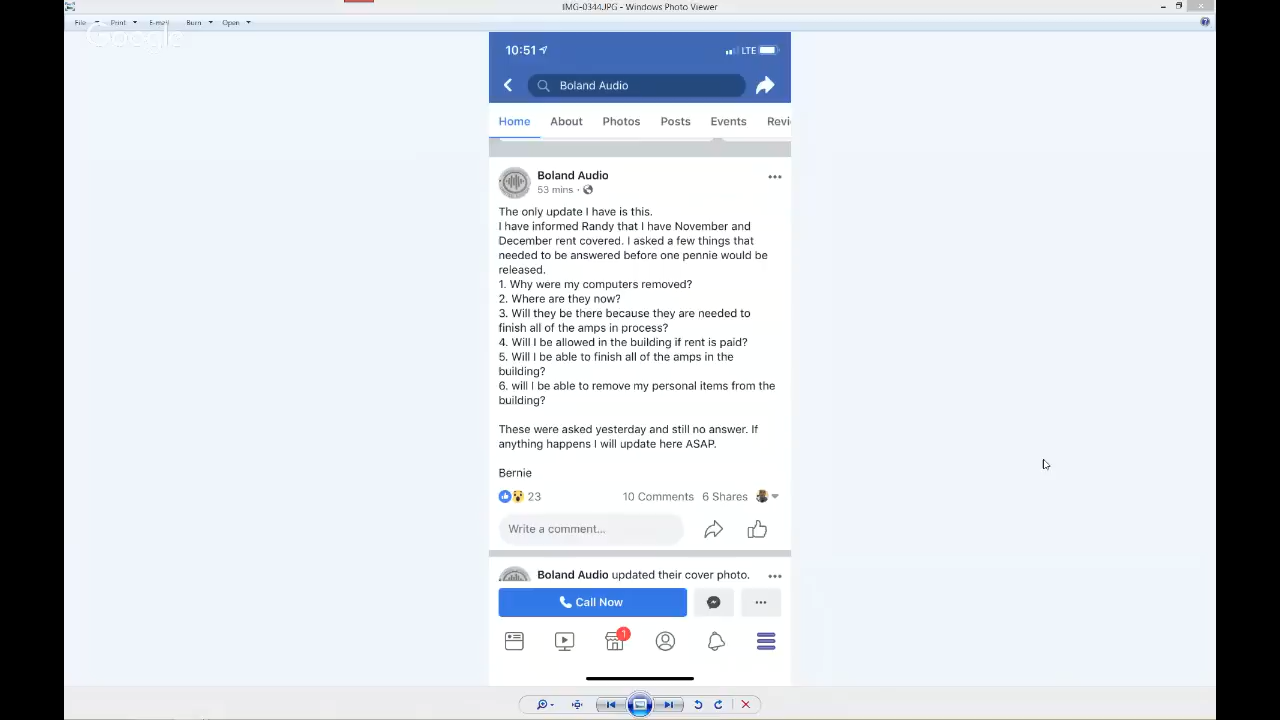 IMG-0344.JPG - Windows Photo Viewer
File Print E-mail Burn Open
Google
10:51 LTE
Boland Audio
Home About Photos Posts Events Revi
Boland Audio
53 mins ·
The only update I have is this.
I have informed Randy that I have November and
December rent covered. I asked a few things that
needed to be answered before one pennie would be
released.
1. Why were my computers removed?
2. Where are they now?
3. Will they be there because they are needed to
finish all of the amps in process?
4. Will I be allowed in the building if rent is paid?
5. Will I be able to finish all of the amps in the
building?
6. will I be able to remove my personal items from the
building?
These were asked yesterday and still no answer. If
anything happens I will update here ASAP.
Bernie
23 10 Comments 6 Shares
Write a comment...
Boland Audio updated their cover photo.
Call Now
1